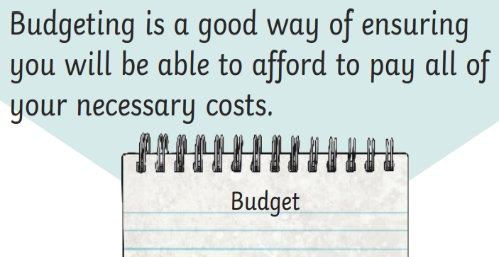 Budgeting is a good way of ensuring
you will be able to afford to pay all of
your necessary costs.
Budget